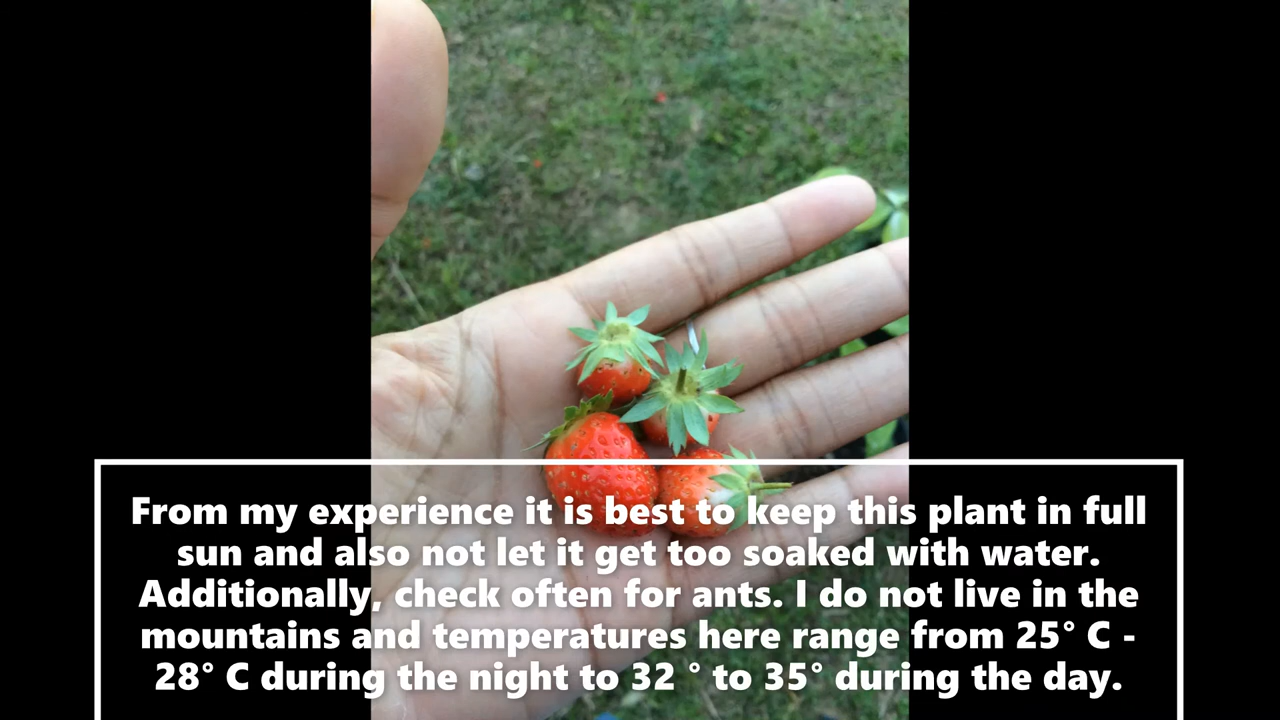 From my experience it is best to keep this plant in full
sun and also not let it get too soaked with water.
Additionally, check often for ants. I do not live in the
mountains and temperatures here range from 25° C -
28° C during the night to 32 ° to 35° during the day.